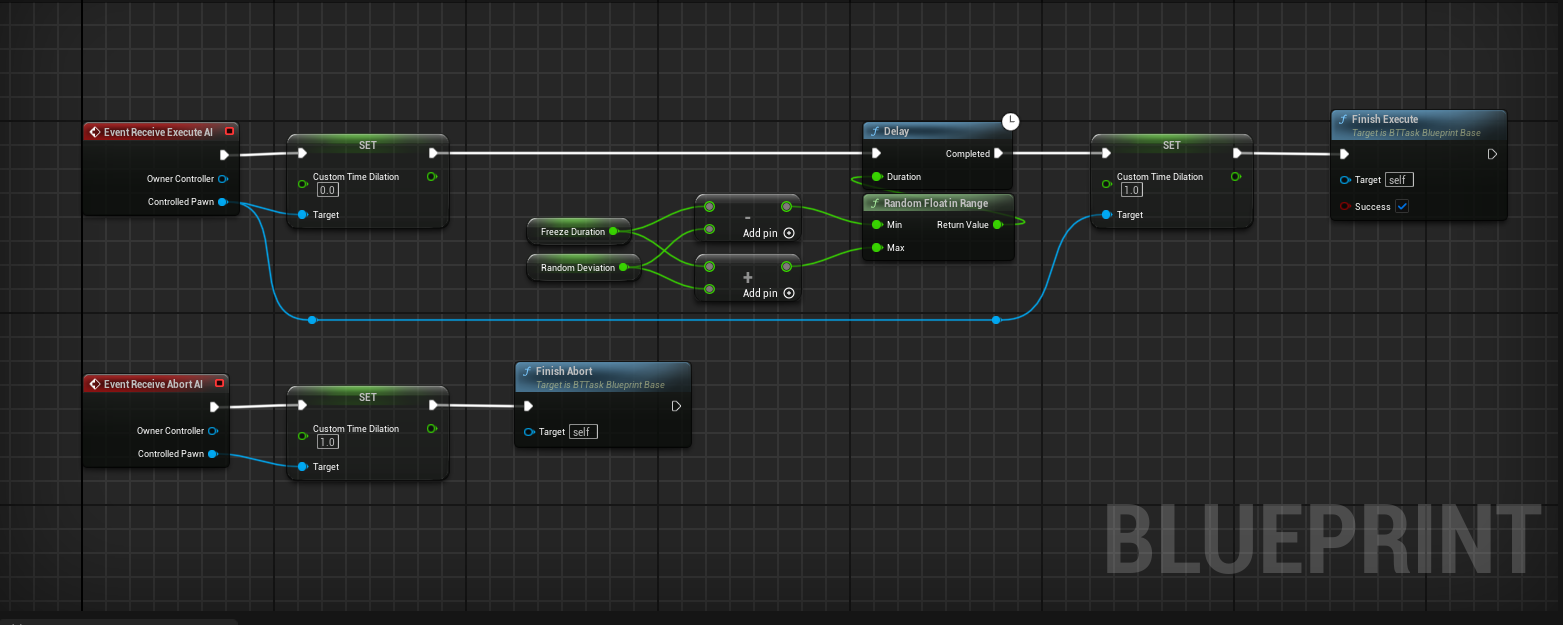 Event Receive Execute AI
Owner Controller
Controlled Pawn
SET
Custom Time Dilation
0.0
Target
Freeze Duration
Random Deviation
-
Add pin
+
Add pin
Delay
Completed
Duration
Random Float in Range
Min
Return Value
Max
SET
Custom Time Dilation
1.0
Target
Finish Execute
Target is BTTask Blueprint Base
Target self
Success
Event Receive Abort AI
Owner Controller
Controlled Pawn
SET
Custom Time Dilation
1.0
Target
Finish Abort
Target is BTTask Blueprint Base
Target self
BLUEPRINT